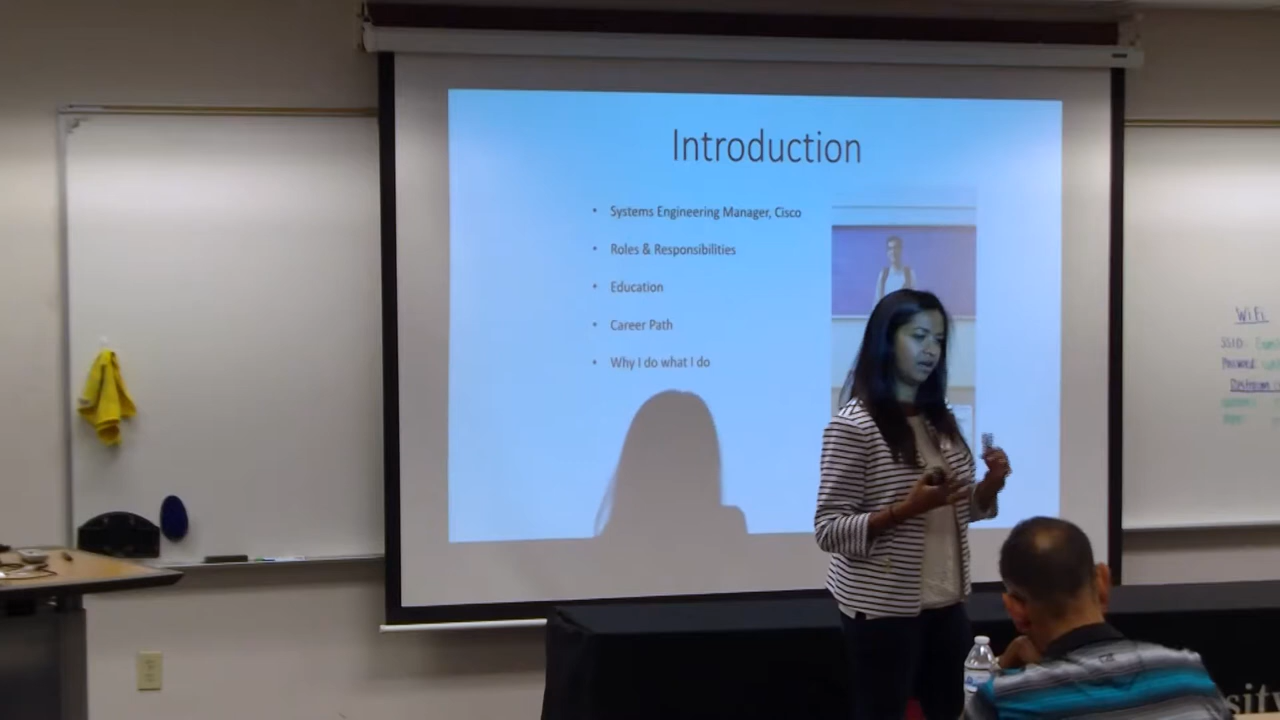 Introduction
• Systems Engineering Manager, Cisco
• Roles & Responsibilities
• Education
• Career Path
• Why I do what I do
WiFi
SSID: